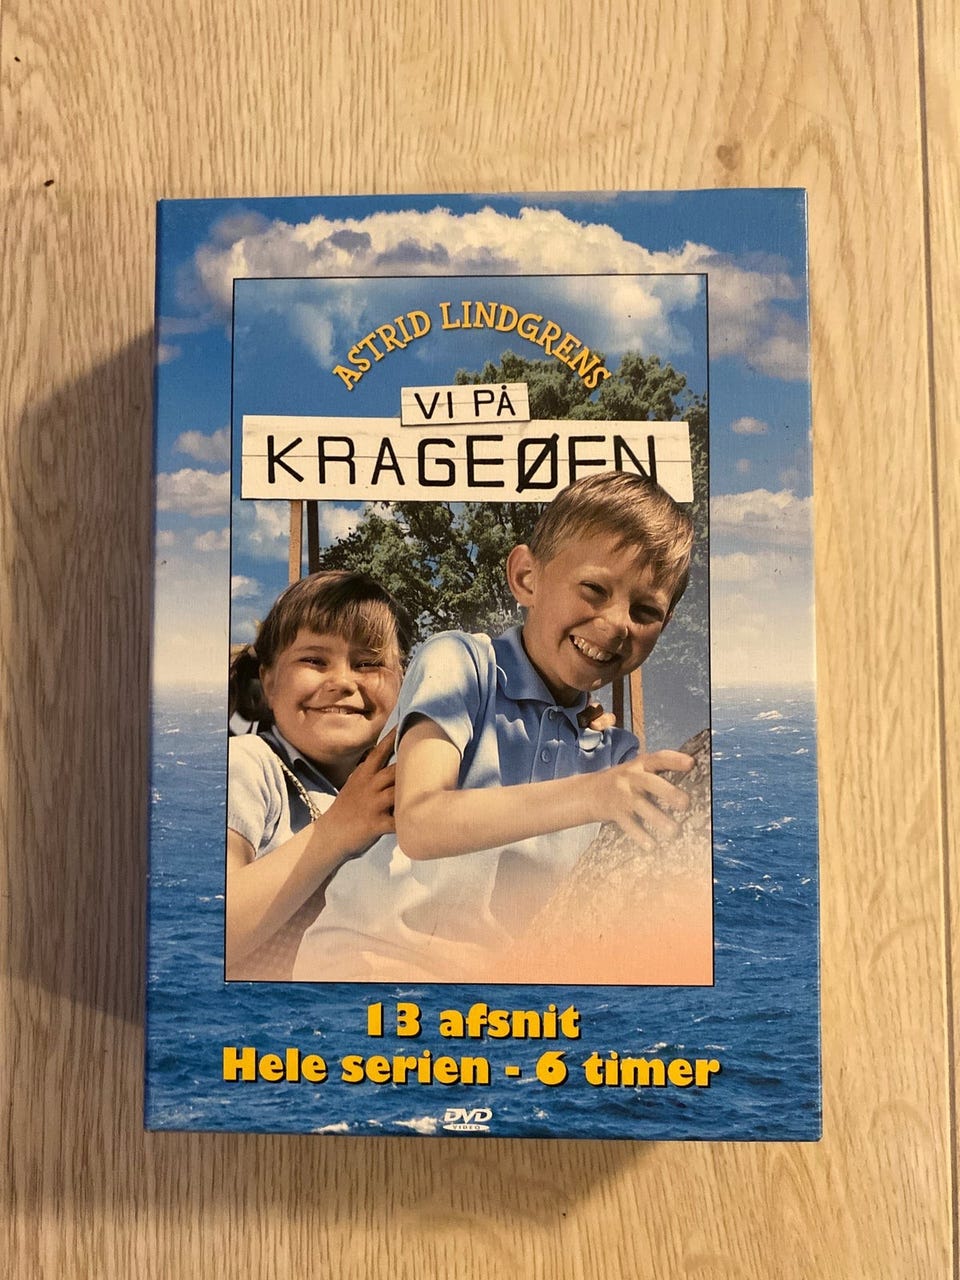 ASTRID LINDGRENS
VI PÅ
KRAGEØEN
13 afsnit
Hele serien - 6 timer
DVD
VIDEO